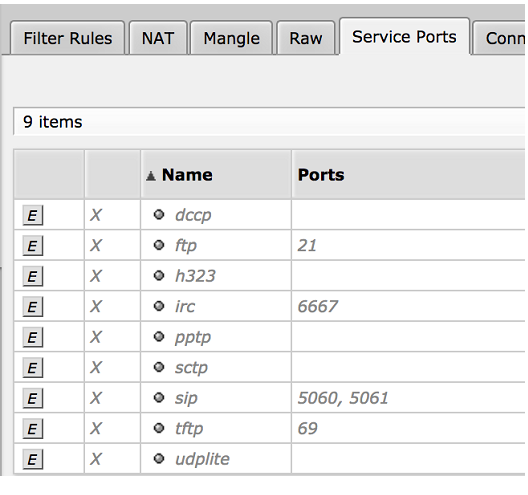 Filter Rules NAT Mangle Raw Service Ports Conn
9 items
▲ Name Ports
E X dccp
E X ftp 21
E X h323
E X irc 6667
E X pptp
E X sctp
E X sip 5060, 5061
E X tftp 69
E X udplite